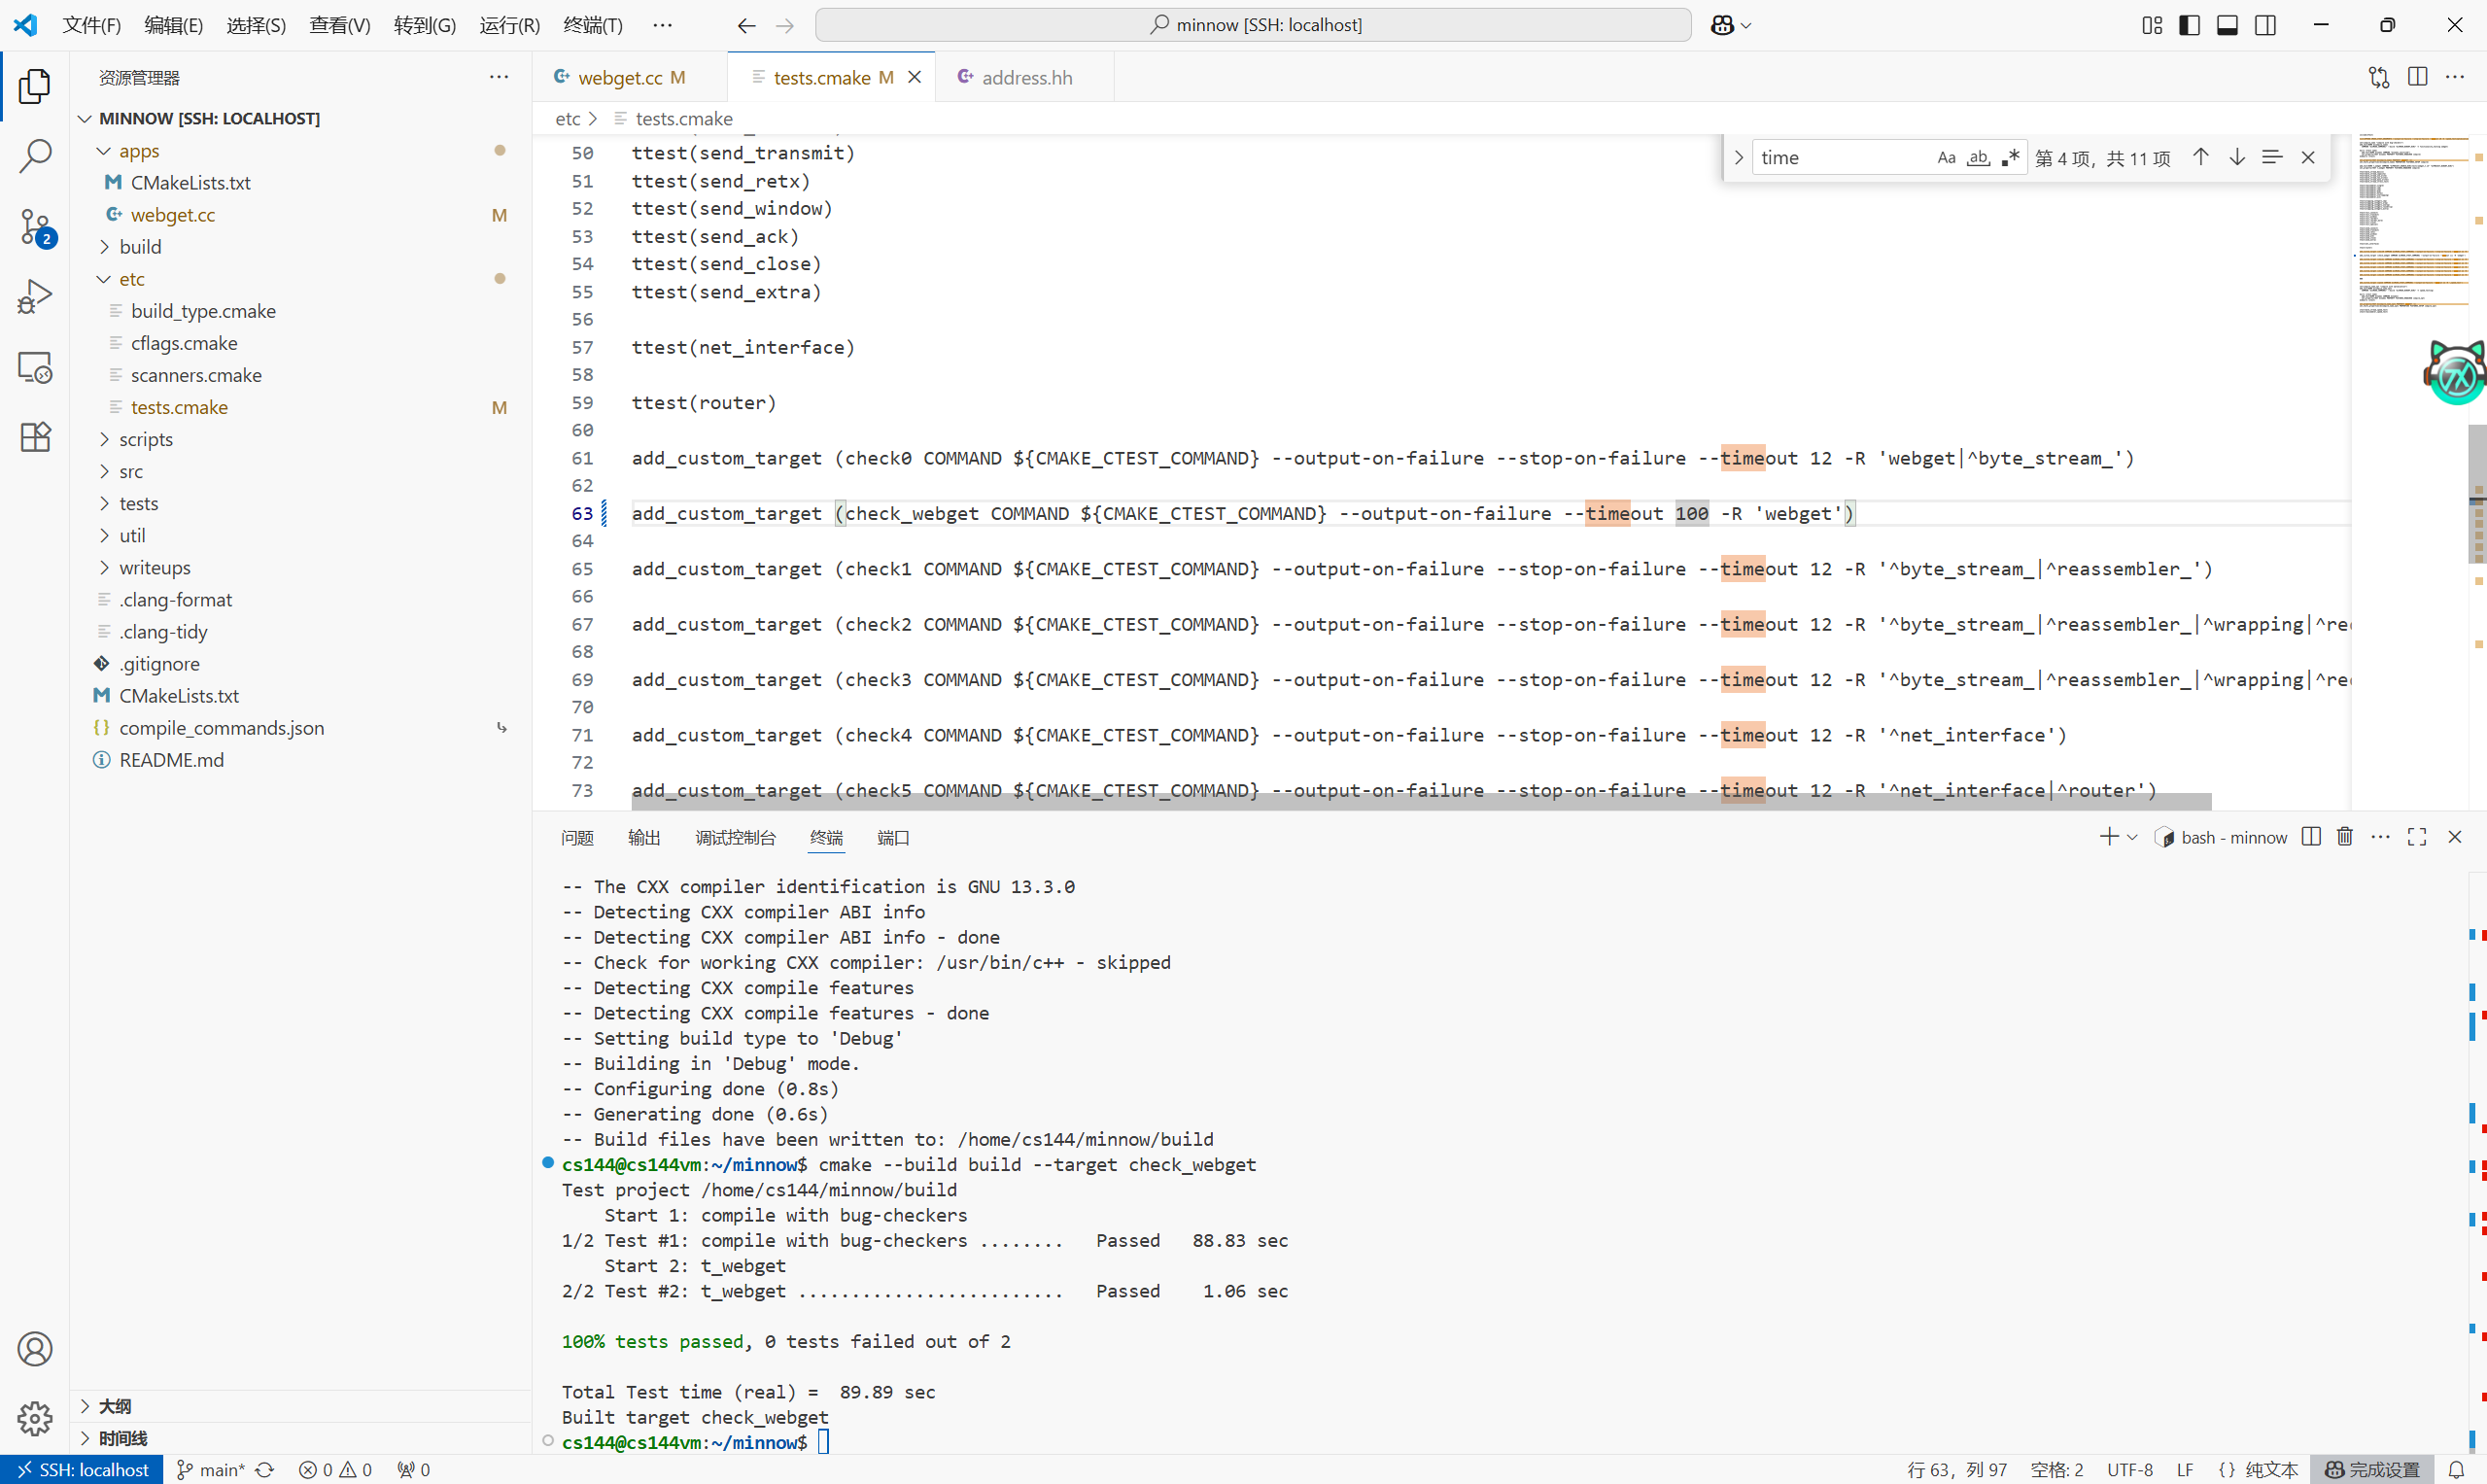 文件(F) 编辑(E) 选择(S) 查看(V) 转到(G) 运行(R) 终端(T) ··· minnow [SSH: localhost]
资源管理器
MINNOW [SSH: LOCALHOST]
apps
CMakeLists.txt
webget.cc M
build
etc
build_type.cmake
cflags.cmake
scanners.cmake
tests.cmake M
scripts
src
tests
util
writeups
.clang-format
.clang-tidy
.gitignore
CMakeLists.txt
compile_commands.json
README.md
大纲
时间线
2
webget.cc M tests.cmake M address.hh
etc > tests.cmake
time Aa ab 第 4 项，共 11 项
50 ttest(send_transmit)
51 ttest(send_retx)
52 ttest(send_window)
53 ttest(send_ack)
54 ttest(send_close)
55 ttest(send_extra)
56
57 ttest(net_interface)
58
59 ttest(router)
60
61 add_custom_target (check0 COMMAND ${CMAKE_CTEST_COMMAND} --output-on-failure --stop-on-failure --timeout 12 -R 'webget|^byte_stream_')
62
63 add_custom_target (check_webget COMMAND ${CMAKE_CTEST_COMMAND} --output-on-failure --timeout 100 -R 'webget')
64
65 add_custom_target (check1 COMMAND ${CMAKE_CTEST_COMMAND} --output-on-failure --stop-on-failure --timeout 12 -R '^byte_stream_|^reassembler_')
66
67 add_custom_target (check2 COMMAND ${CMAKE_CTEST_COMMAND} --output-on-failure --stop-on-failure --timeout 12 -R '^byte_stream_|^reassembler_|^wrapping|^re
68
69 add_custom_target (check3 COMMAND ${CMAKE_CTEST_COMMAND} --output-on-failure --stop-on-failure --timeout 12 -R '^byte_stream_|^reassembler_|^wrapping|^re
70
71 add_custom_target (check4 COMMAND ${CMAKE_CTEST_COMMAND} --output-on-failure --stop-on-failure --timeout 12 -R '^net_interface')
72
73 add_custom_target (check5 COMMAND ${CMAKE_CTEST_COMMAND} --output-on-failure --stop-on-failure --timeout 12 -R '^net_interface|^router')
问题 输出 调试控制台 终端 端口 bash - minnow
-- The CXX compiler identification is GNU 13.3.0
-- Detecting CXX compiler ABI info
-- Detecting CXX compiler ABI info - done
-- Check for working CXX compiler: /usr/bin/c++ - skipped
-- Detecting CXX compile features
-- Detecting CXX compile features - done
-- Setting build type to 'Debug'
-- Building in 'Debug' mode.
-- Configuring done (0.8s)
-- Generating done (0.6s)
-- Build files have been written to: /home/cs144/minnow/build
cs144@cs144vm:~/minnow$ cmake --build build --target check_webget
Test project /home/cs144/minnow/build
Start 1: compile with bug-checkers
1/2 Test #1: compile with bug-checkers ........ Passed 88.83 sec
Start 2: t_webget
2/2 Test #2: t_webget ......................... Passed 1.06 sec
100% tests passed, 0 tests failed out of 2
Total Test time (real) = 89.89 sec
Built target check_webget
cs144@cs144vm:~/minnow$
SSH: localhost main* 0 0 0 行 63，列 97 空格: 2 UTF-8 LF {} 纯文本 完成设置